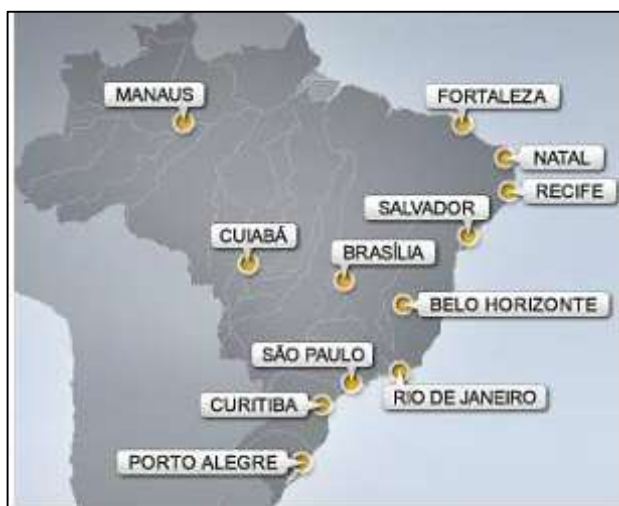 MANAUS
FORTALEZA
NATAL
RECIFE
SALVADOR
CUIABÁ
BRASÍLIA
BELO HORIZONTE
SÃO PAULO
RIO DE JANEIRO
CURITIBA
PORTO ALEGRE